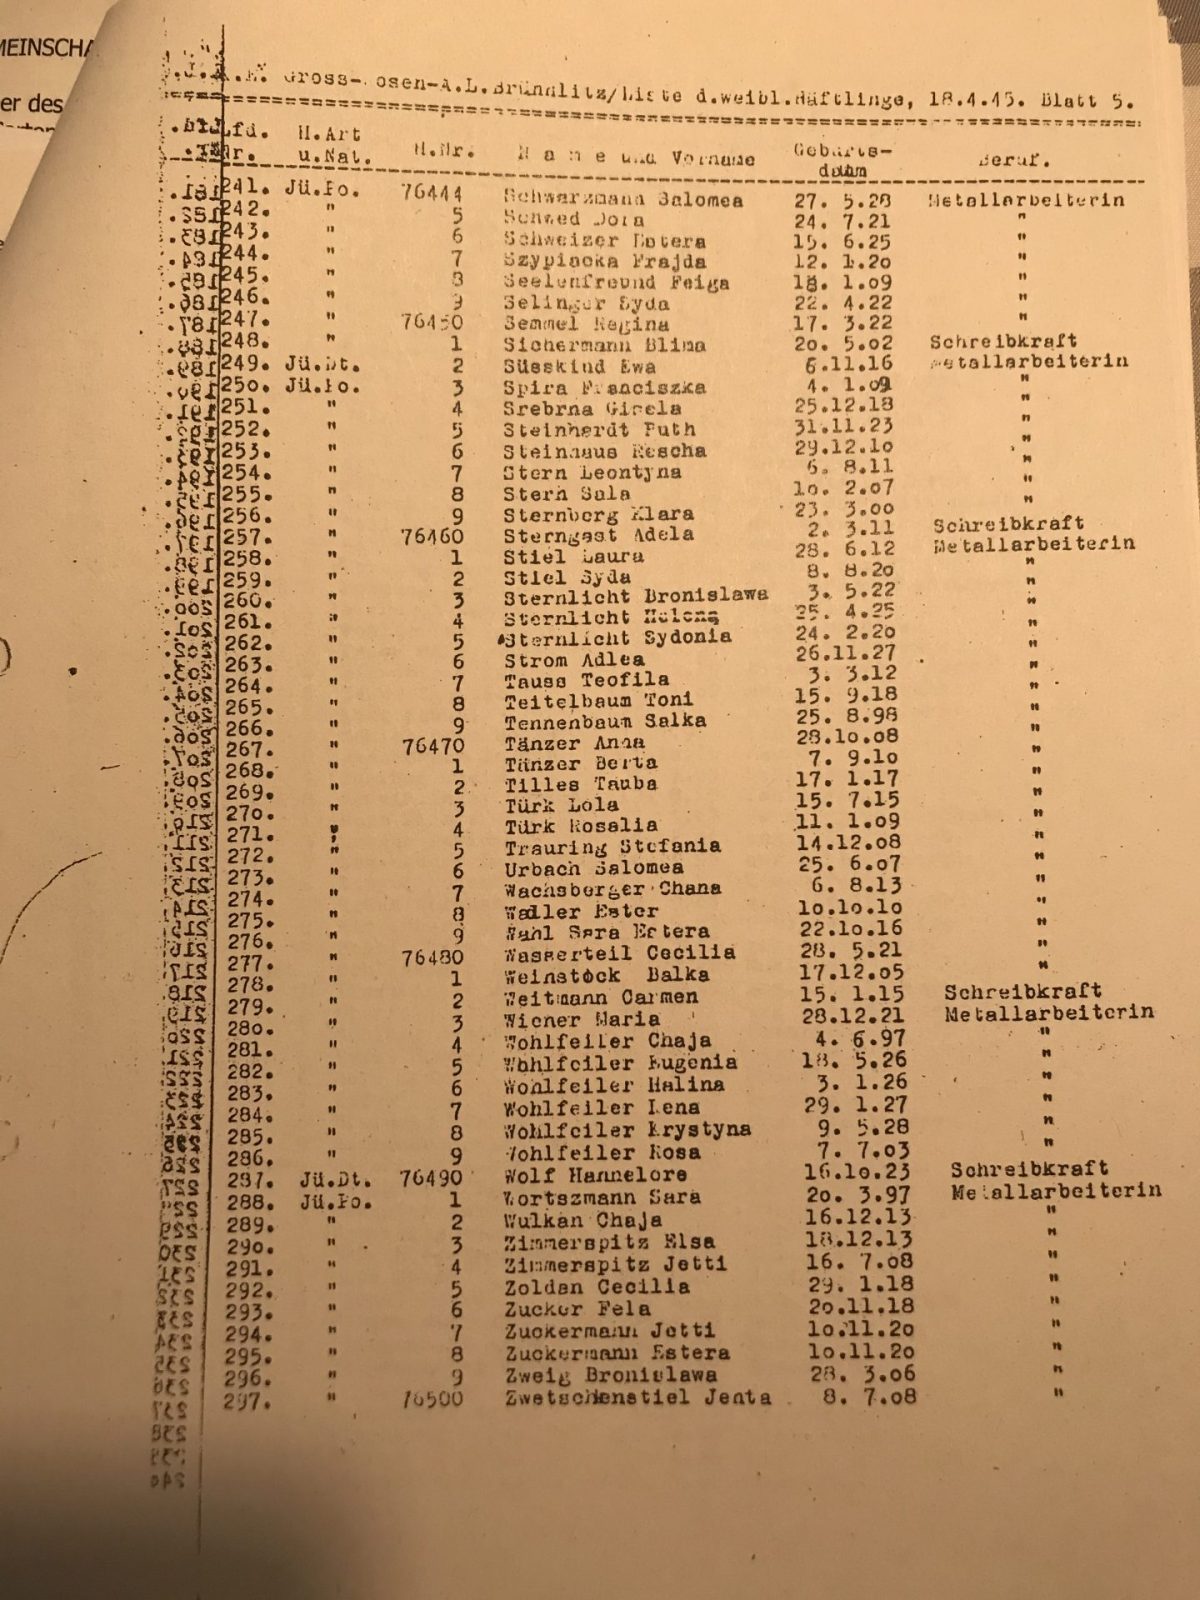 MEINSCHA
er des
Gross-Rosen-A.L.Brünnlitz/Liste d.weibl.Häftlinge, 18.4.45. Blatt 5.
Lfd. H.Art Geburts-
Nr. u.Nat. H.Nr. Name und Vorname datum Beruf.
241. Jü.Po. 76444 Schwarzmann Salomea 27. 5.28 Metallarbeiterin
242. " 5 Schwed Dora 24. 7.21 "
243. " 6 Schweizer Estera 15. 6.25 "
244. " 7 Szypiacka Frajda 12. 1.20 "
245. " 8 Seelenfreund Feiga 18. 1.09 "
246. " 9 Selinger Syda 22. 4.22 "
247. " 76450 Semmel Regina 17. 3.22 "
248. " 1 Sichermann Blima 20. 5.02 Schreibkraft
249. Jü.Dt. 2 Süsskind Ewa 6.11.16 Metallarbeiterin
250. Jü.Po. 3 Spira Franciszka 4. 1.09 "
251. " 4 Srebrna Gisela 25.12.18 "
252. " 5 Steinherdt Ruth 31.11.23 "
253. " 6 Steinhaus Rescha 29.12.10 "
254. " 7 Stern Leontyna 6. 8.11 "
255. " 8 Stern Sala 10. 2.07 "
256. " 9 Sternberg Klara 23. 3.00 "
257. " 76460 Sterngast Adela 2. 3.11 Schreibkraft
258. " 1 Stiel Laura 28. 6.12 Metallarbeiterin
259. " 2 Stiel Syda 8. 8.20 "
260. " 3 Sternlicht Bronislawa 3. 5.22 "
261. " 4 Sternlicht Helena 25. 4.25 "
262. " 5 Sternlicht Sydonia 24. 2.20 "
263. " 6 Strom Adlea 26.11.27 "
264. " 7 Tauss Teofila 3. 3.12 "
265. " 8 Teitelbaum Toni 15. 9.18 "
266. " 9 Tennenbaum Salka 25. 8.98 "
267. " 76470 Tänzer Anna 28.10.08 "
268. " 1 Tänzer Berta 7. 9.10 "
269. " 2 Tilles Tauba 17. 1.17 "
270. " 3 Türk Lola 15. 7.15 "
271. " 4 Türk Rosalia 11. 1.09 "
272. " 5 Trauring Stefania 14.12.08 "
273. " 6 Urbach Salomea 25. 6.07 "
274. " 7 Wachsberger Chana 6. 8.13 "
275. " 8 Waller Ester 10.10.10 "
276. " 9 Wahl Sara Estera 22.10.16 "
277. " 76480 Wasserteil Cecilia 28. 5.21 "
278. " 1 Weinstock Balka 17.12.05 "
279. " 2 Weitmann Carmen 15. 1.15 Schreibkraft
280. " 3 Wiener Maria 28.12.21 Metallarbeiterin
281. " 4 Wohlfeiler Chaja 4. 6.97 "
282. " 5 Wohlfeiler Eugenia 18. 5.26 "
283. " 6 Wohlfeiler Halina 3. 1.26 "
284. " 7 Wohlfeiler Lena 29. 1.27 "
285. " 8 Wohlfeiler Krystyna 9. 5.28 "
286. " 9 Wohlfeiler Rosa 7. 7.03 "
287. Jü.Dt. 76490 Wolf Hannelore 16.10.23 Schreibkraft
288. Jü.Po. 1 Wortszmann Sara 20. 3.97 Metallarbeiterin
289. " 2 Wulkan Chaja 16.12.13 "
290. " 3 Zimmerspitz Elsa 18.12.13 "
291. " 4 Zimmerspitz Jetti 16. 7.08 "
292. " 5 Zoldan Cecilia 29. 1.18 "
293. " 6 Zucker Fela 20.11.18 "
294. " 7 Zuckermann Jetti 10.11.20 "
295. " 8 Zuckermann Estera 10.11.20 "
296. " 9 Zweig Bronislawa 28. 3.06 "
297. " 76500 Zwetschenstiel Jenta 8. 7.08 "